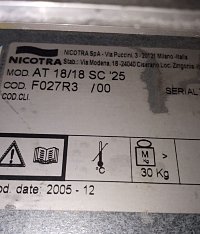 NICOTRA
NICOTRA SpA - Via Puccini, 3 - 20121 Milano-Italia
Stab.: Via Modena, 18 - 24040 Ciserano Loc. Zingonia
MOD. AT 18/18 SC '25
COD. F027R3 /00
COD.CLI.
SERIAL
M
kg
> 30 Kg
od. date: 2005 - 12